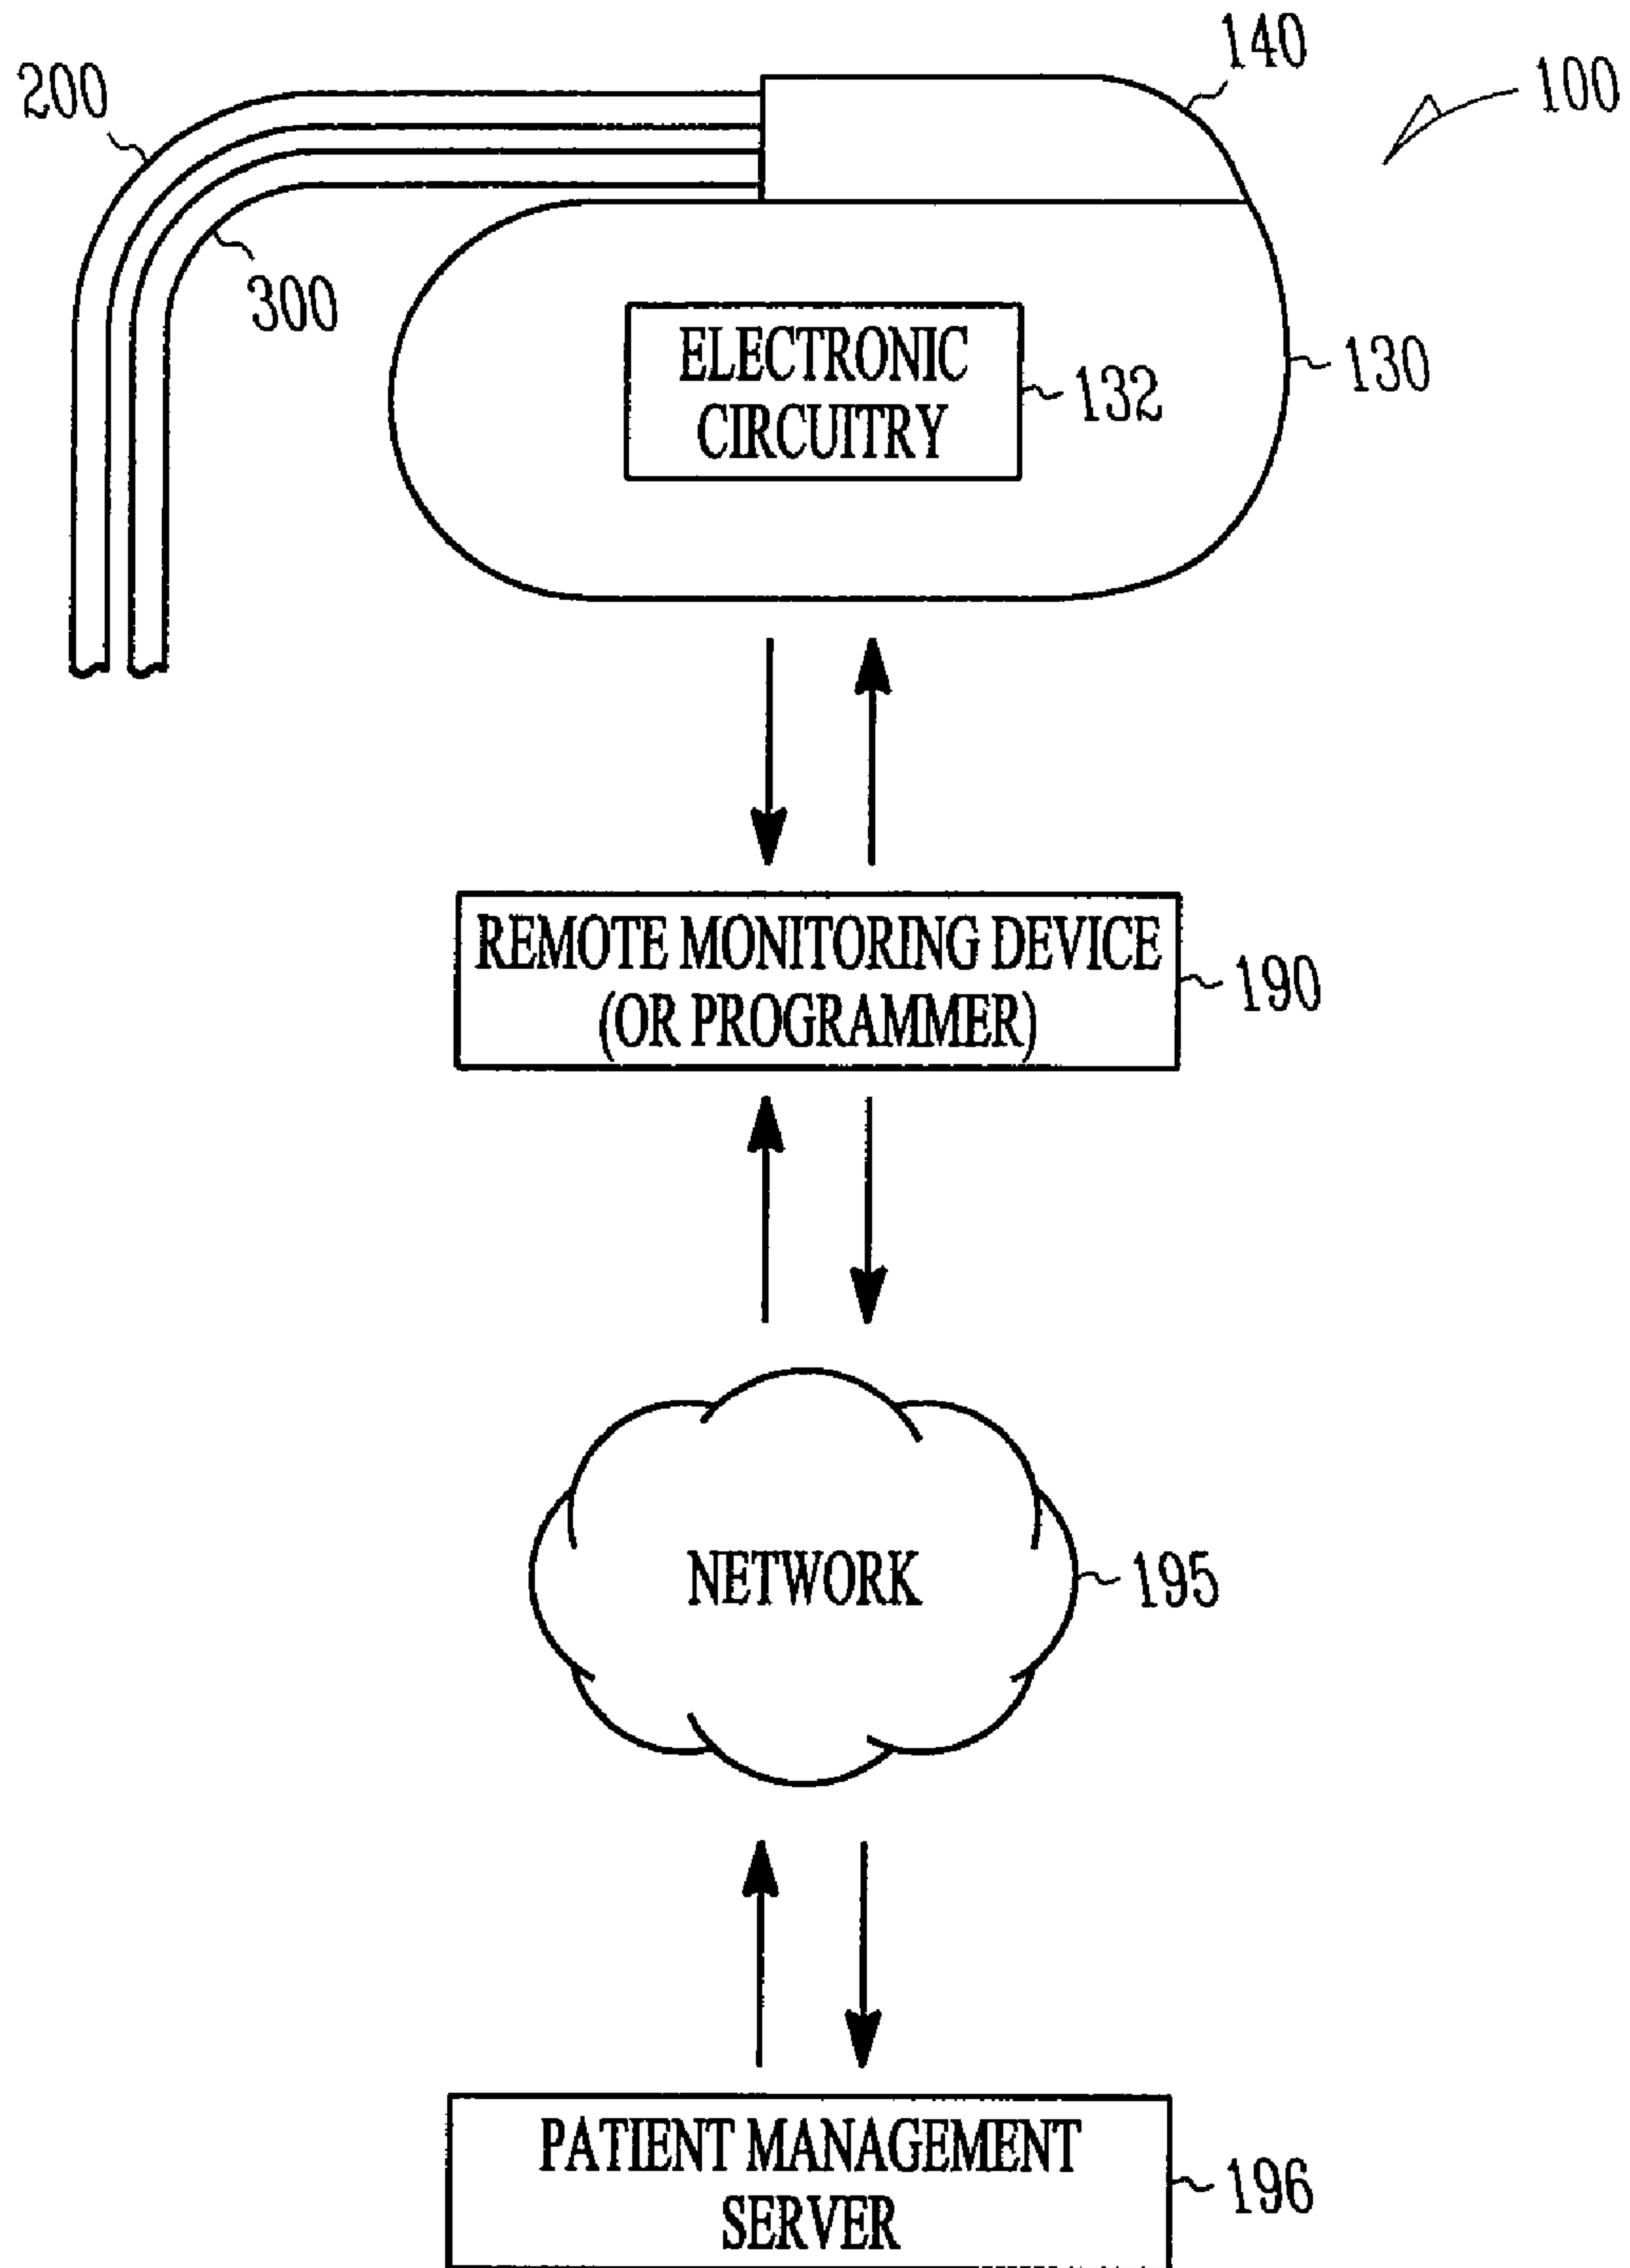 140
200
100
300
ELECTRONIC
CIRCUITRY
132
130
REMOTE MONITORING DEVICE
(OR PROGRAMMER)
190
NETWORK
195
PATIENT MANAGEMENT
SERVER
196